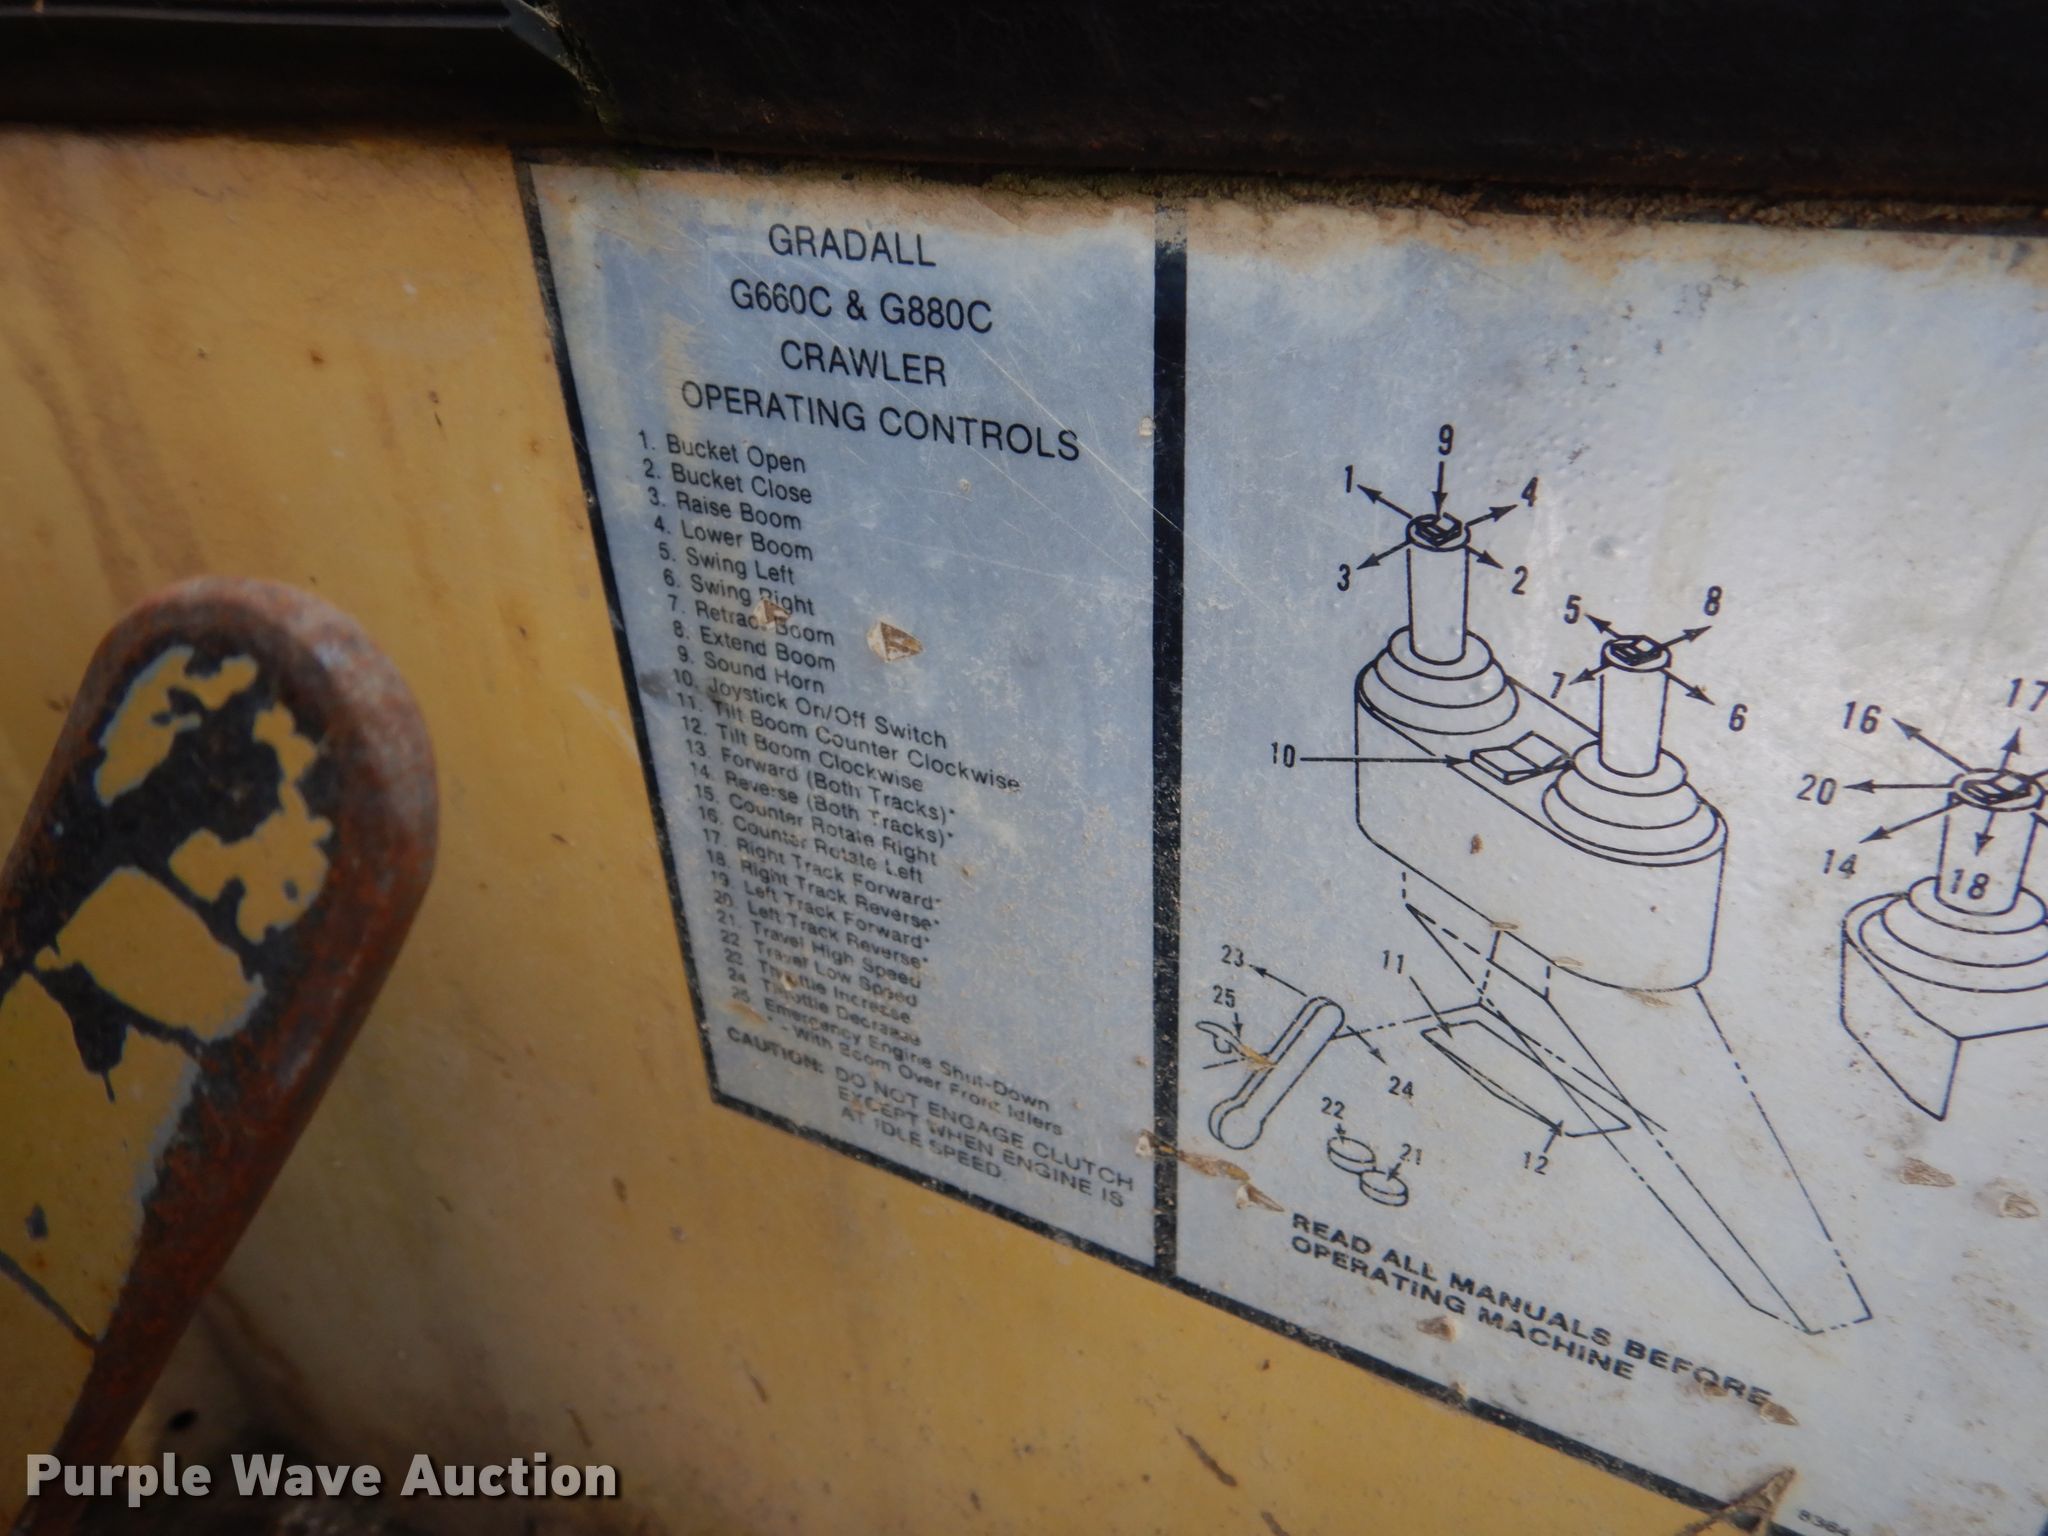 GRADALL
G660C & G880C
CRAWLER
OPERATING CONTROLS
1. Bucket Open
2. Bucket Close
3. Raise Boom
4. Lower Boom
5. Swing Left
6. Swing Right
7. Retract Boom
8. Extend Boom
9. Sound Horn
10. Joystick On/Off Switch
11. Tilt Boom Counter Clockwise
12. Tilt Boom Clockwise
13. Forward (Both Tracks)*
14. Reverse (Both Tracks)*
15. Counter Rotate Right
16. Counter Rotate Left
17. Right Track Forward*
18. Right Track Reverse*
19. Left Track Forward*
20. Left Track Reverse*
21. Travel High Speed
22. Travel Low Speed
23. Throttle Increase
24. Throttle Decrease
25. Emergency Engine Shut-Down
* - With Boom Over Front Idlers
CAUTION: DO NOT ENGAGE CLUTCH
EXCEPT WHEN ENGINE IS
AT IDLE SPEED.
9
1
4
3
2
5
8
7
6
10
16
17
20
14
18
23
25
11
24
22
21
12
READ ALL MANUALS BEFORE
OPERATING MACHINE
Purple Wave Auction